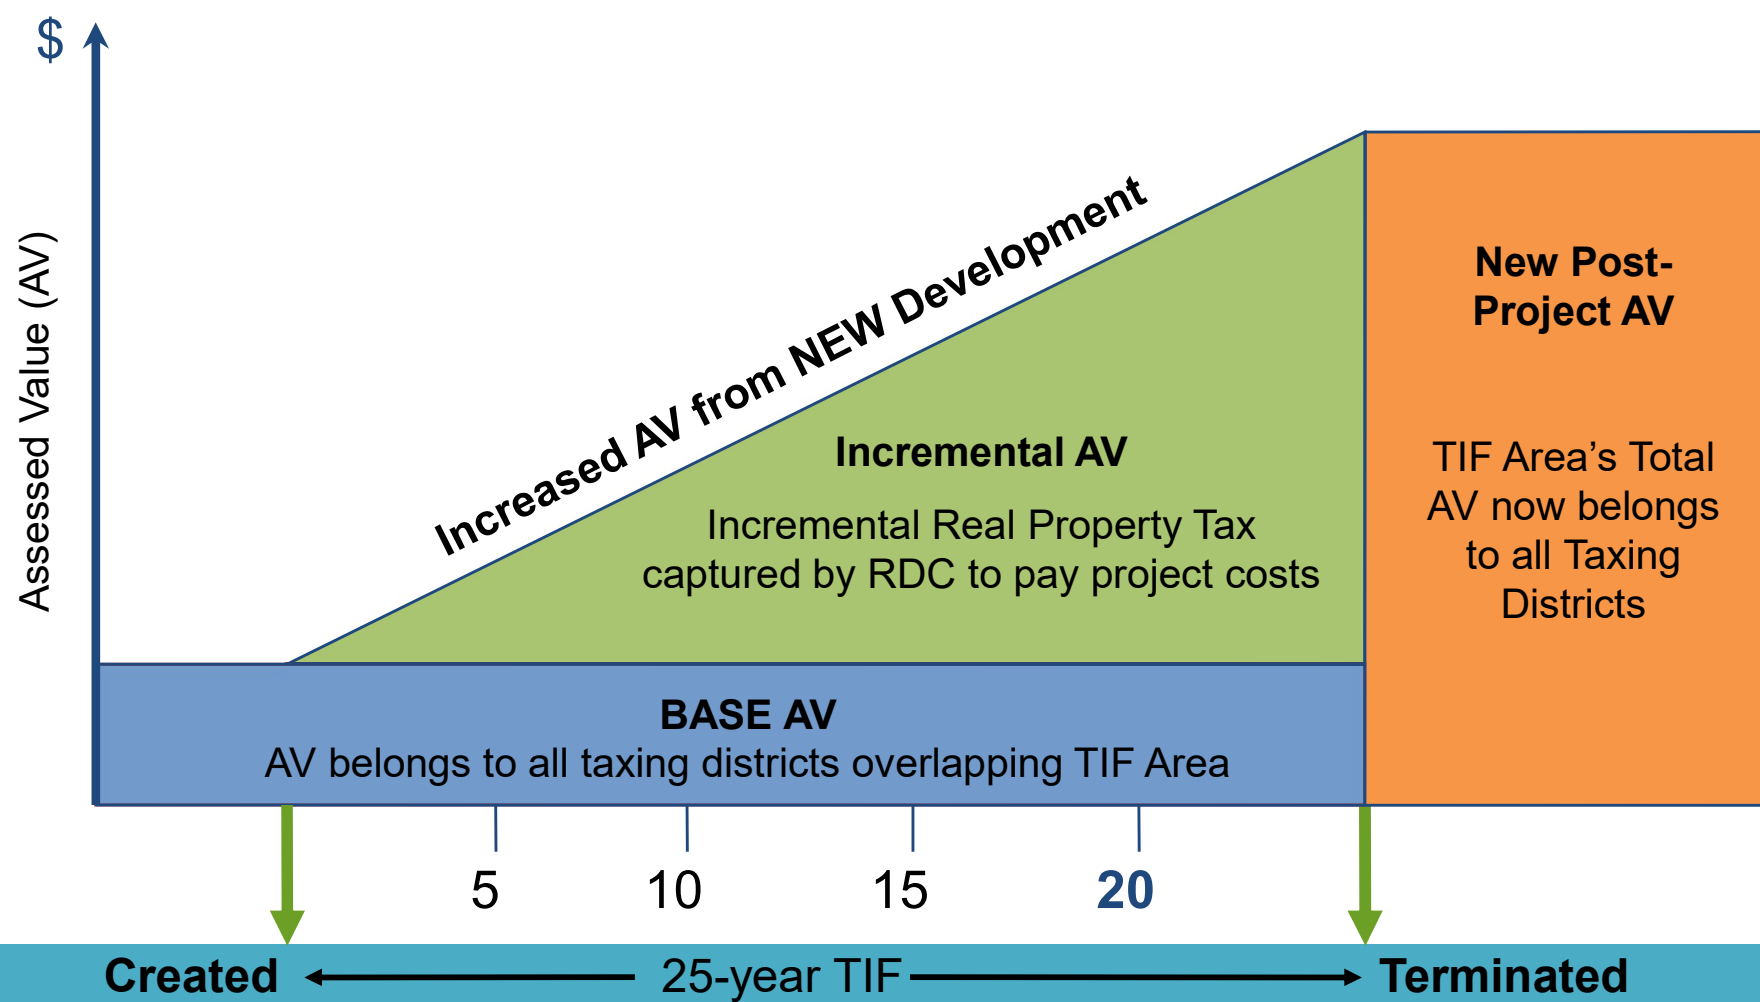 $
Assessed Value (AV)
Increased AV from NEW Development
Incremental AV
Incremental Real Property Tax
captured by RDC to pay project costs
New Post-
Project AV
TIF Area’s Total
AV now belongs
to all Taxing
Districts
BASE AV
AV belongs to all taxing districts overlapping TIF Area
5 10 15 20
Created 25-year TIF Terminated